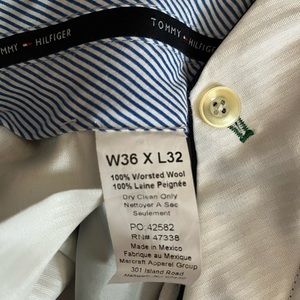 TOMMY HILFIGER
TOMMY HILFIGER
W36 X L32
100% Worsted Wool
100% Laine Peignée
Dry Clean Only
Nettoyer A Sec
Seulement
PO.42582
RN# 47338
Made in Mexico
Fabrique au Mexique
Marcraft Apparel Group
301 Island Road